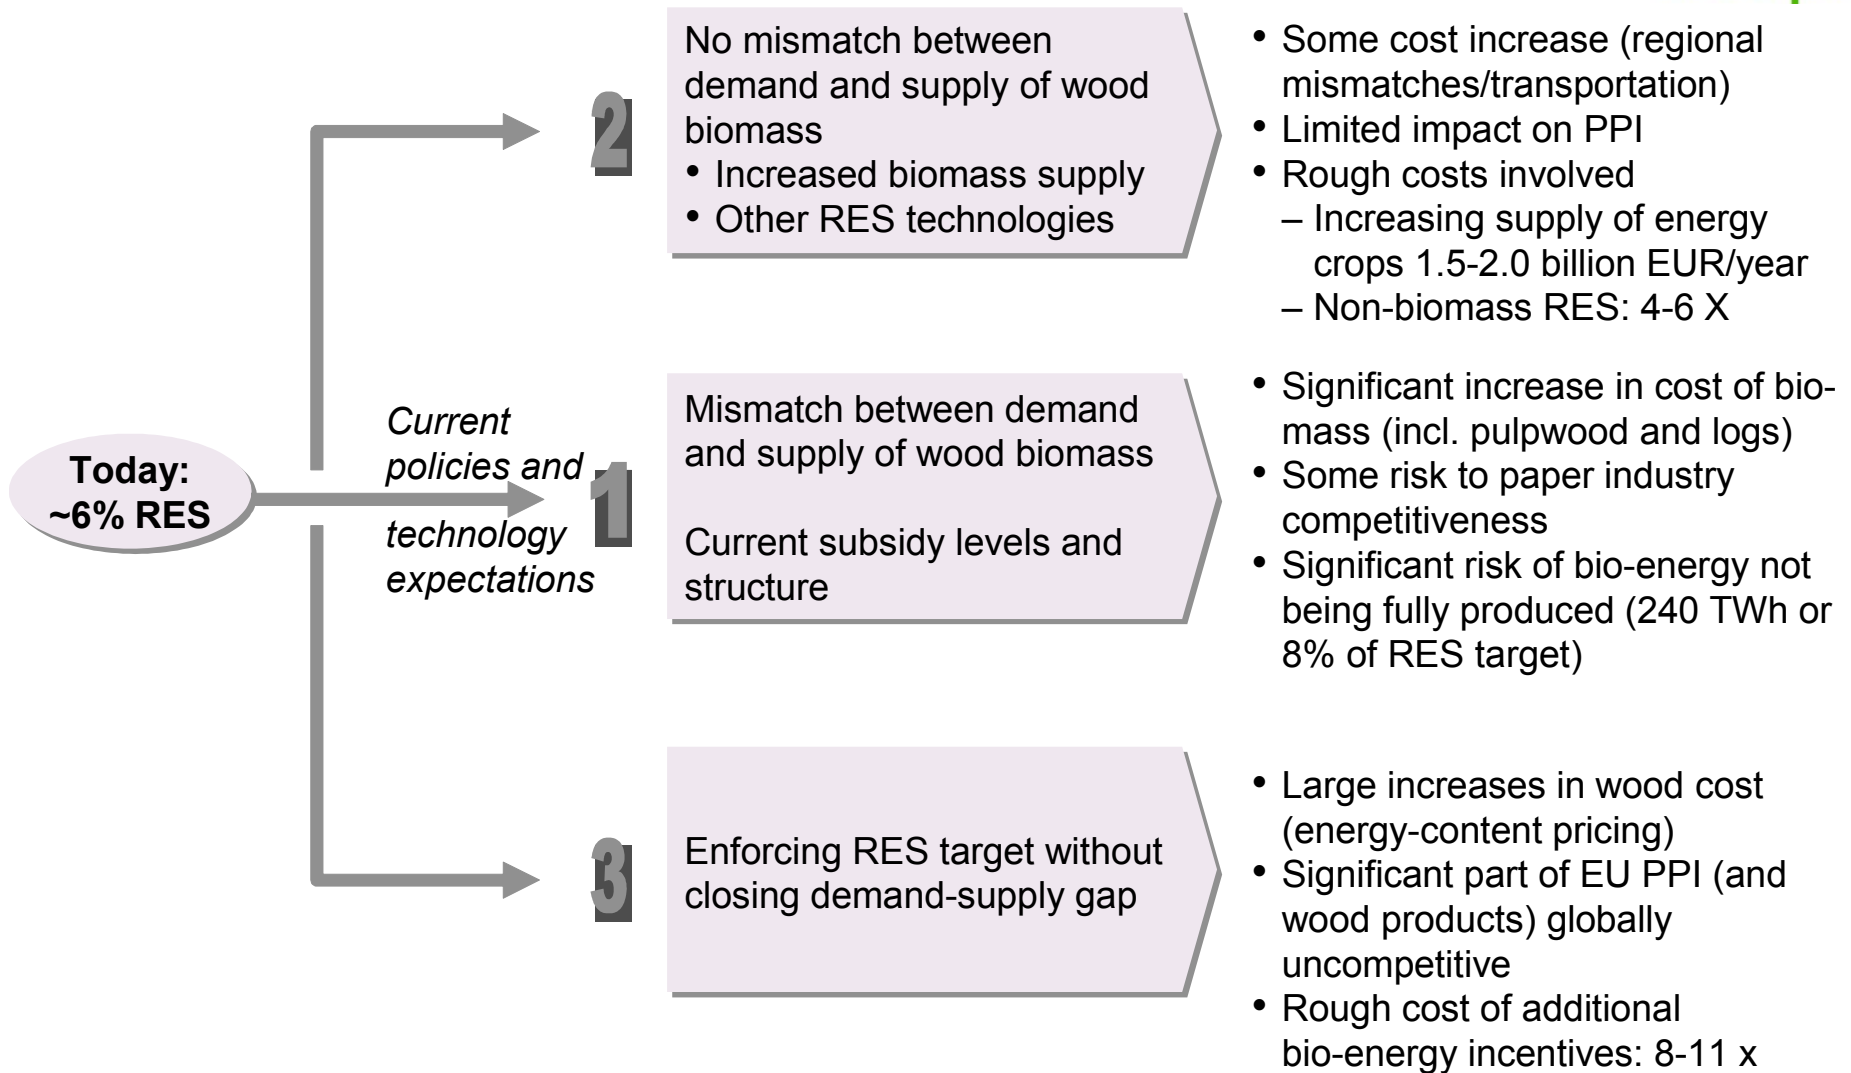 2
No mismatch between
demand and supply of wood
biomass
• Increased biomass supply
• Other RES technologies
• Some cost increase (regional
mismatches/transportation)
• Limited impact on PPI
• Rough costs involved
– Increasing supply of energy
crops 1.5-2.0 billion EUR/year
– Non-biomass RES: 4-6 X
Today:
~6% RES
Current
policies and
technology
expectations
1
Mismatch between demand
and supply of wood biomass
Current subsidy levels and
structure
• Significant increase in cost of bio-
mass (incl. pulpwood and logs)
• Some risk to paper industry
competitiveness
• Significant risk of bio-energy not
being fully produced (240 TWh or
8% of RES target)
3
Enforcing RES target without
closing demand-supply gap
• Large increases in wood cost
(energy-content pricing)
• Significant part of EU PPI (and
wood products) globally
uncompetitive
• Rough cost of additional
bio-energy incentives: 8-11 x